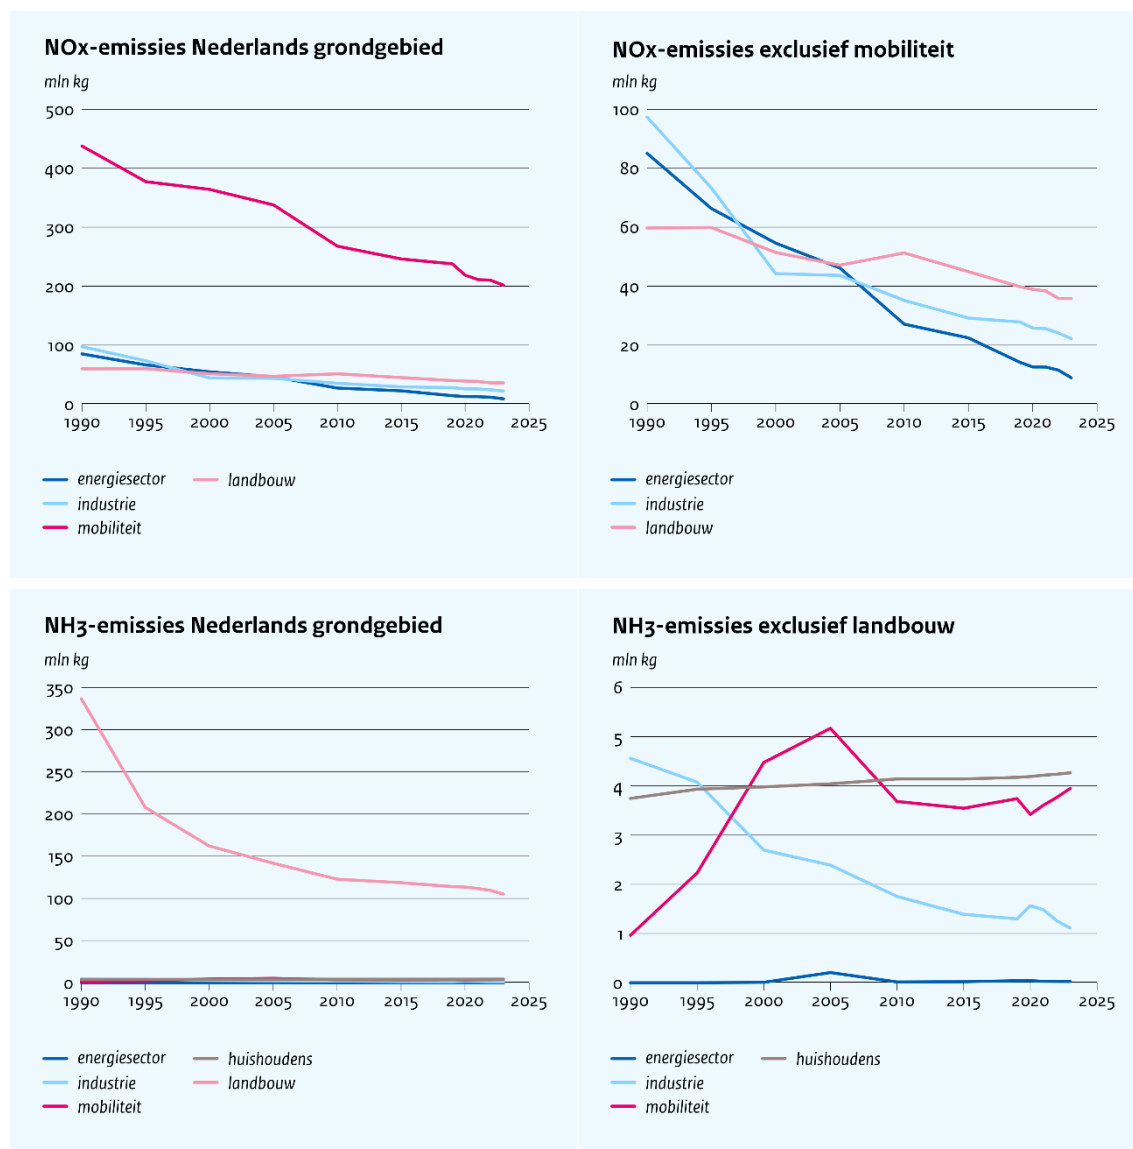 NOx-emissies Nederlands grondgebied
mln kg
500
400
300
200
100
0
1990 1995 2000 2005 2010 2015 2020 2025
energiesector landbouw
industrie
mobiliteit
NOx-emissies exclusief mobiliteit
mln kg
100
80
60
40
20
0
1990 1995 2000 2005 2010 2015 2020 2025
energiesector
industrie
landbouw
NH3-emissies Nederlands grondgebied
mln kg
350
300
250
200
150
100
50
0
1990 1995 2000 2005 2010 2015 2020 2025
energiesector huishoudens
industrie landbouw
mobiliteit
NH3-emissies exclusief landbouw
mln kg
6
5
4
3
2
1
0
1990 1995 2000 2005 2010 2015 2020 2025
energiesector huishoudens
industrie
mobiliteit